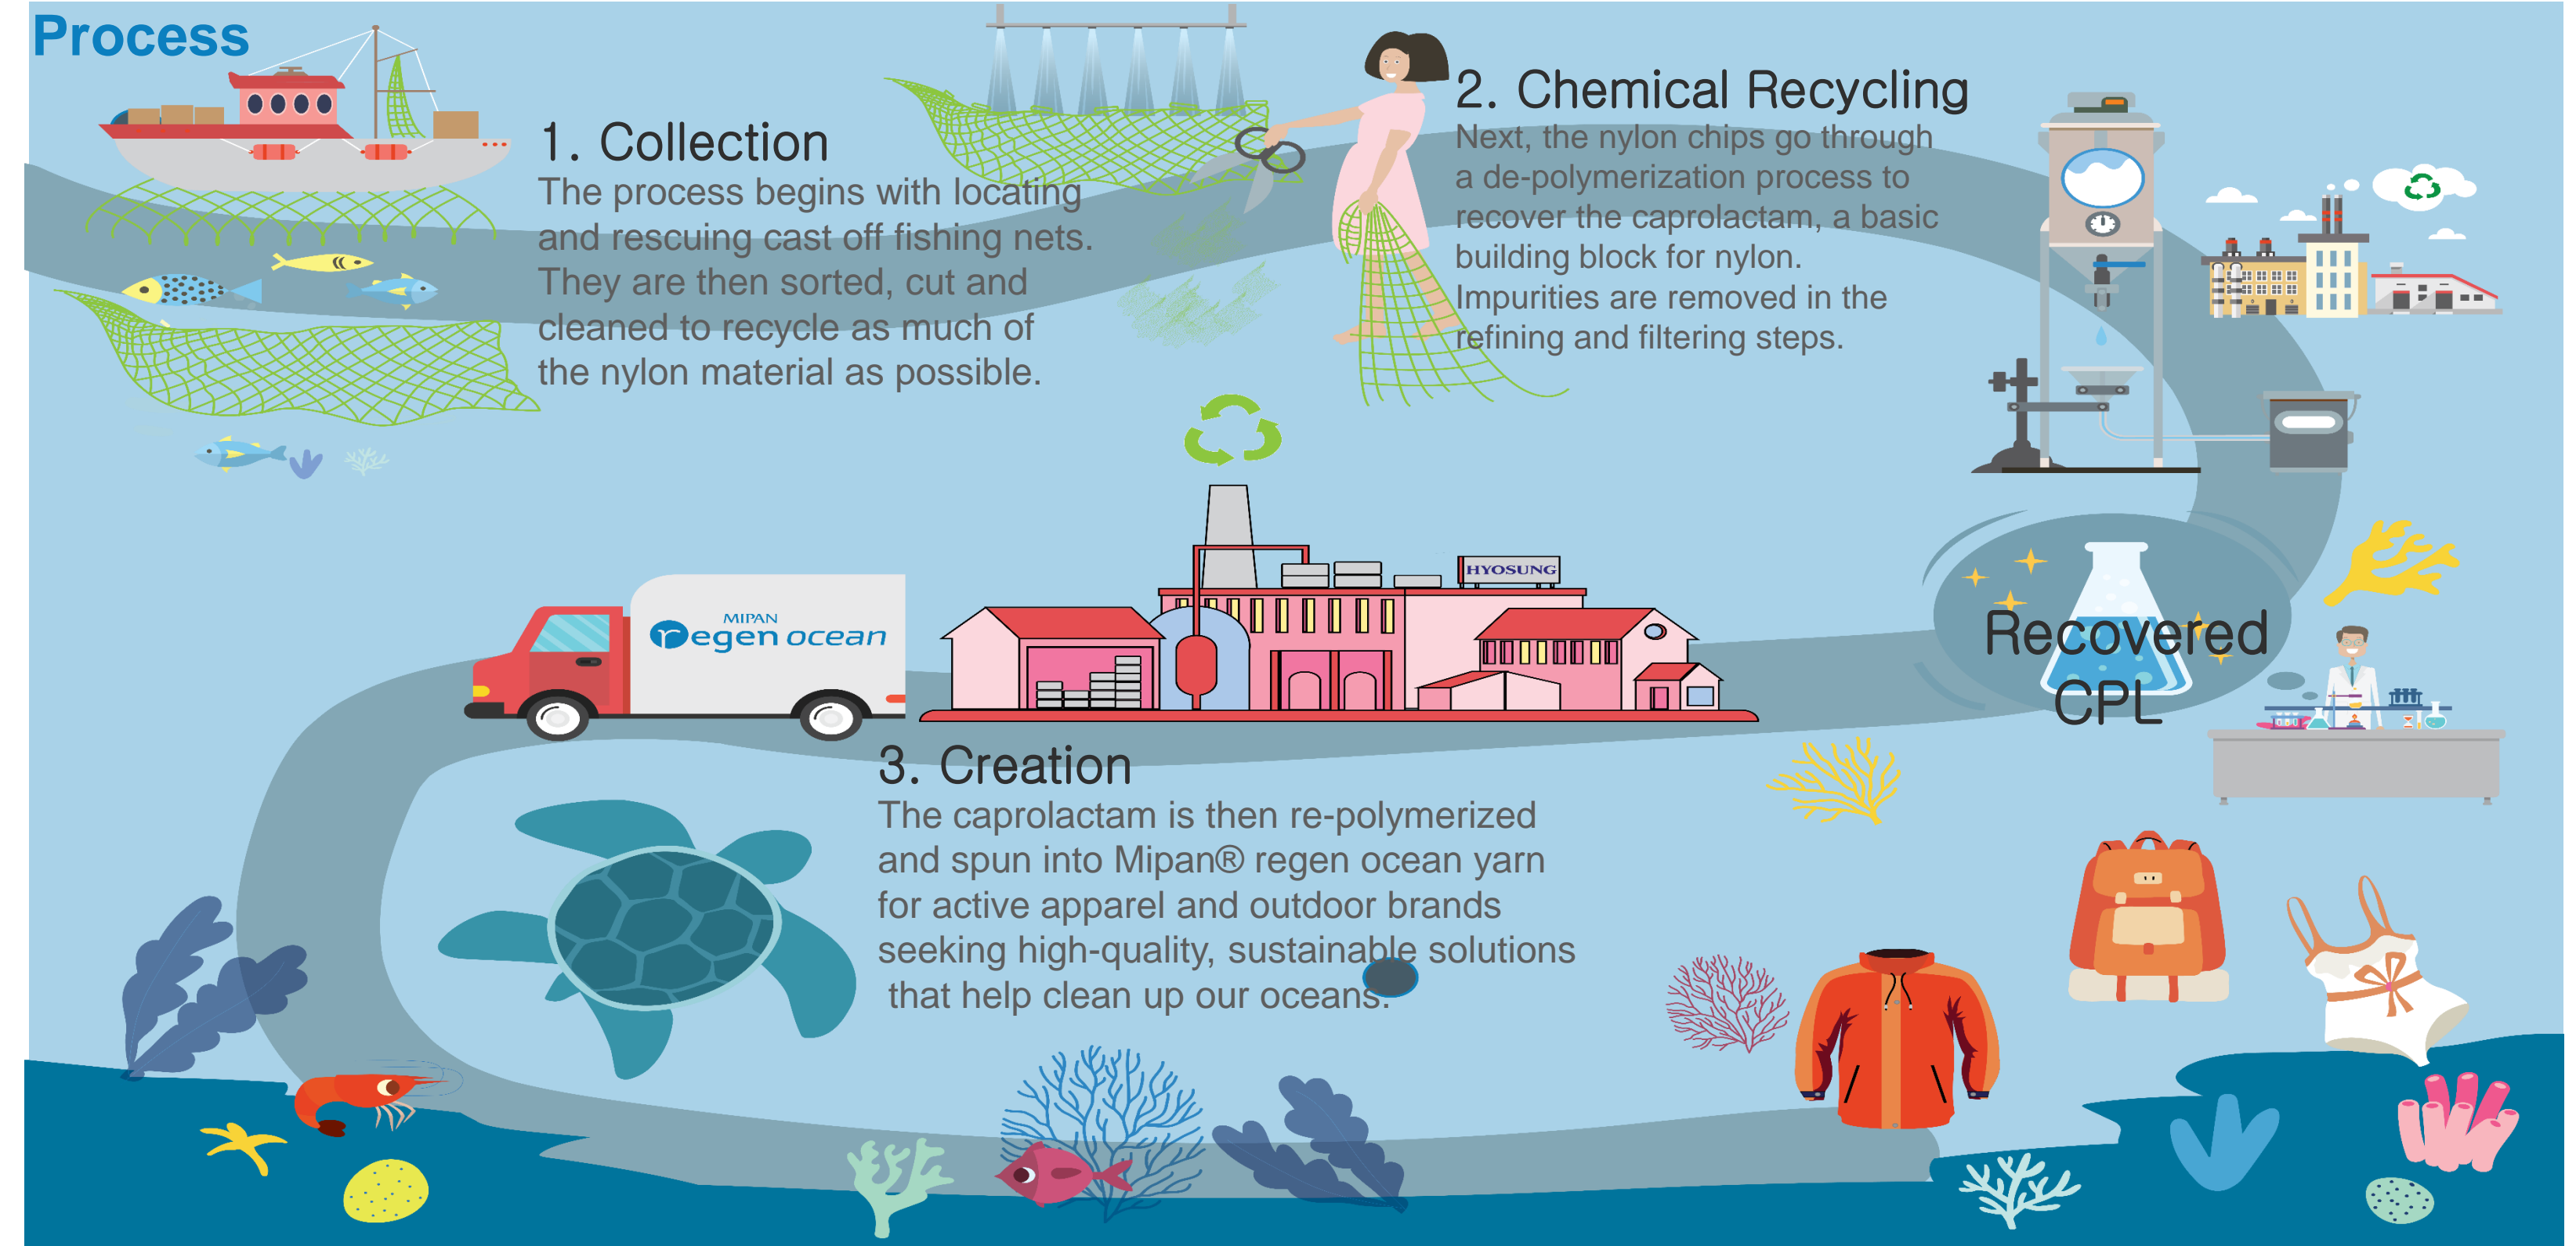 Process
1. Collection
The process begins with locating
and rescuing cast off fishing nets.
They are then sorted, cut and
cleaned to recycle as much of
the nylon material as possible.
2. Chemical Recycling
Next, the nylon chips go through
a de-polymerization process to
recover the caprolactam, a basic
building block for nylon.
Impurities are removed in the
refining and filtering steps.
Recovered
CPL
HYOSUNG
MIPAN
regen ocean
3. Creation
The caprolactam is then re-polymerized
and spun into Mipan® regen ocean yarn
for active apparel and outdoor brands
seeking high-quality, sustainable solutions
that help clean up our oceans.